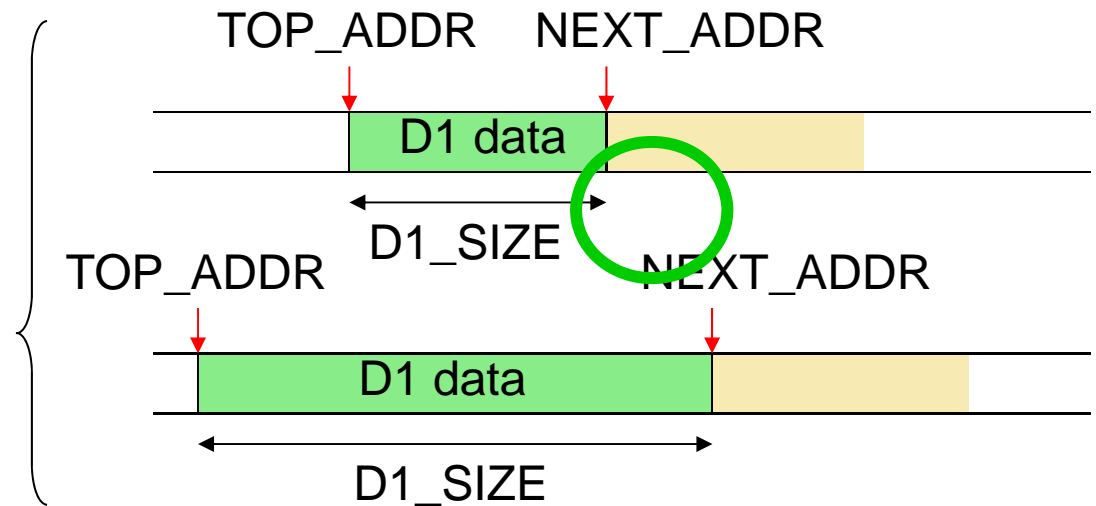 TOP_ADDR NEXT_ADDR
D1 data
D1_SIZE
TOP_ADDR NEXT_ADDR
D1 data
D1_SIZE